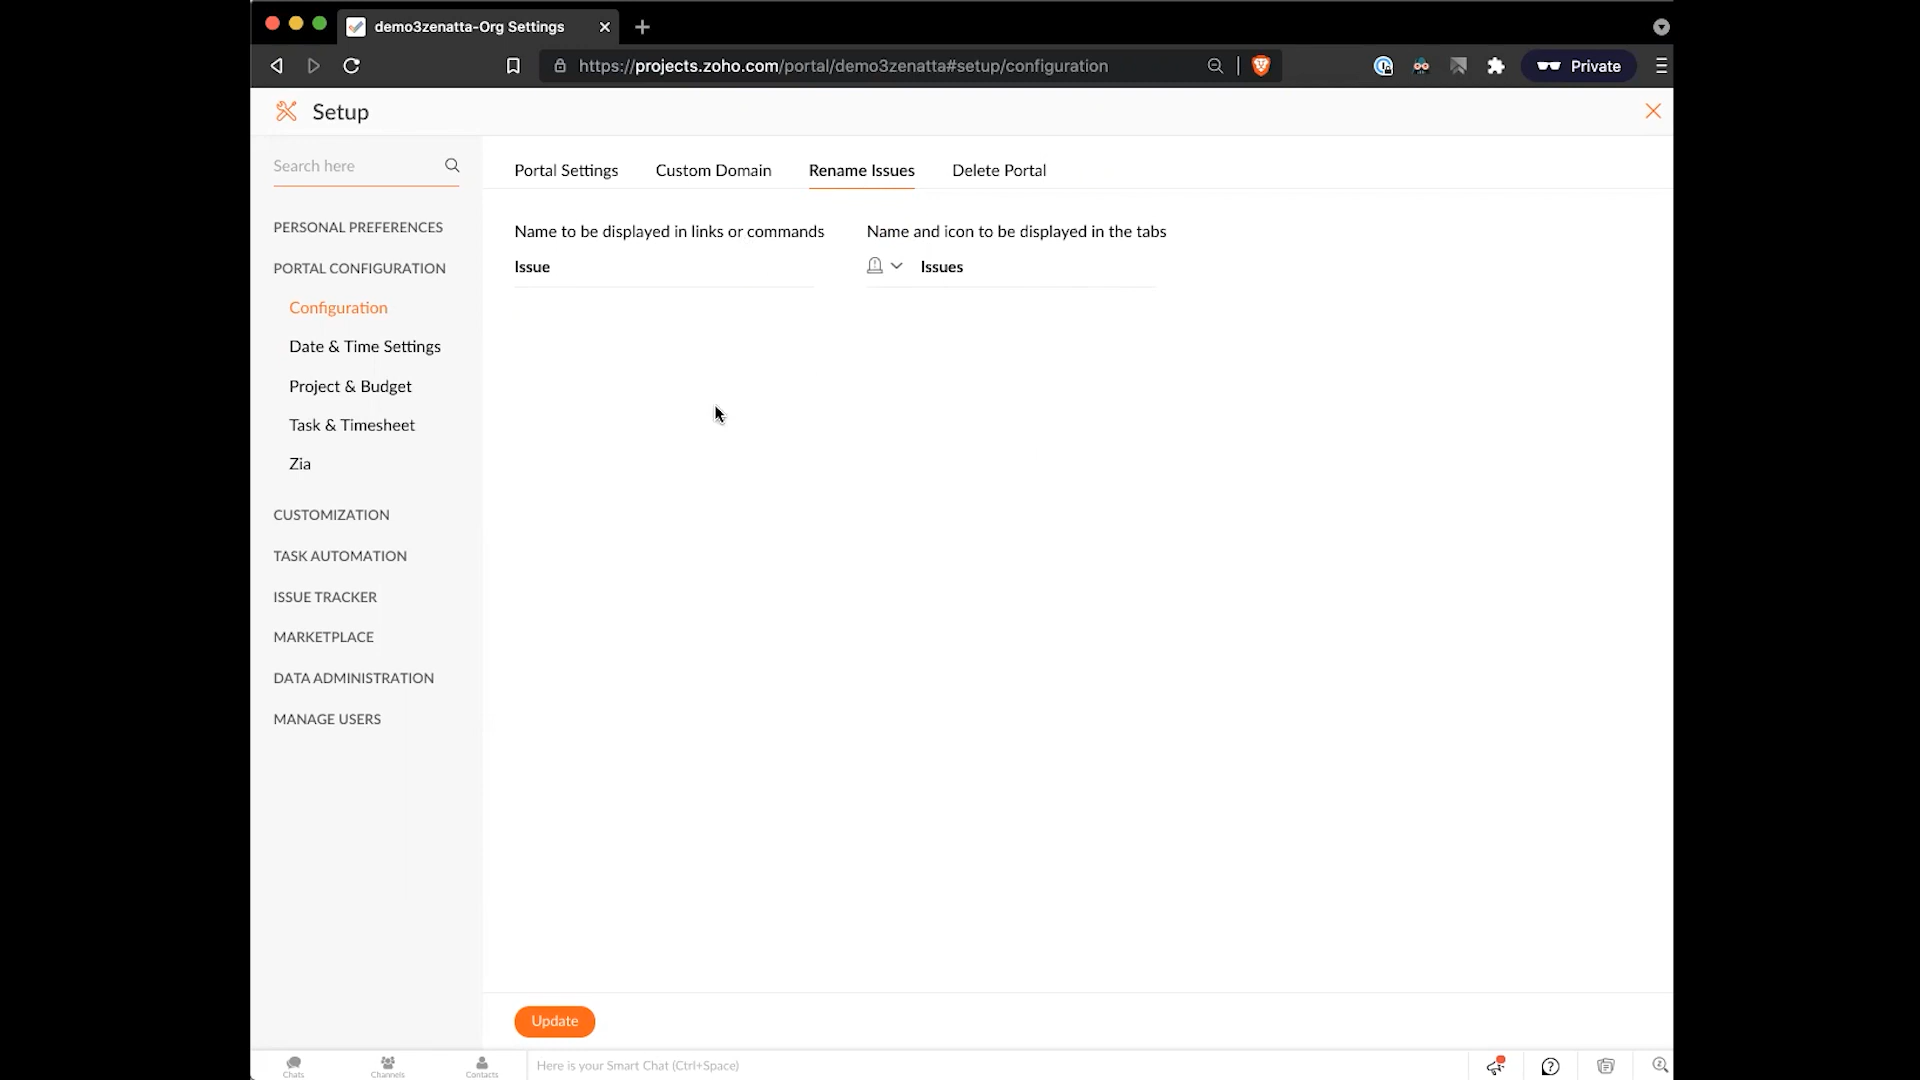 demo3zenatta-Org Settings
https://projects.zoho.com/portal/demo3zenatta#setup/configuration
Private
Setup
Search here
Portal Settings
Custom Domain
Rename Issues
Delete Portal
PERSONAL PREFERENCES
PORTAL CONFIGURATION
Configuration
Date & Time Settings
Project & Budget
Task & Timesheet
Zia
CUSTOMIZATION
TASK AUTOMATION
ISSUE TRACKER
MARKETPLACE
DATA ADMINISTRATION
MANAGE USERS
Name to be displayed in links or commands
Issue
Name and icon to be displayed in the tabs
Issues
Update
Chats
Channels
Contacts
Here is your Smart Chat (Ctrl+Space)